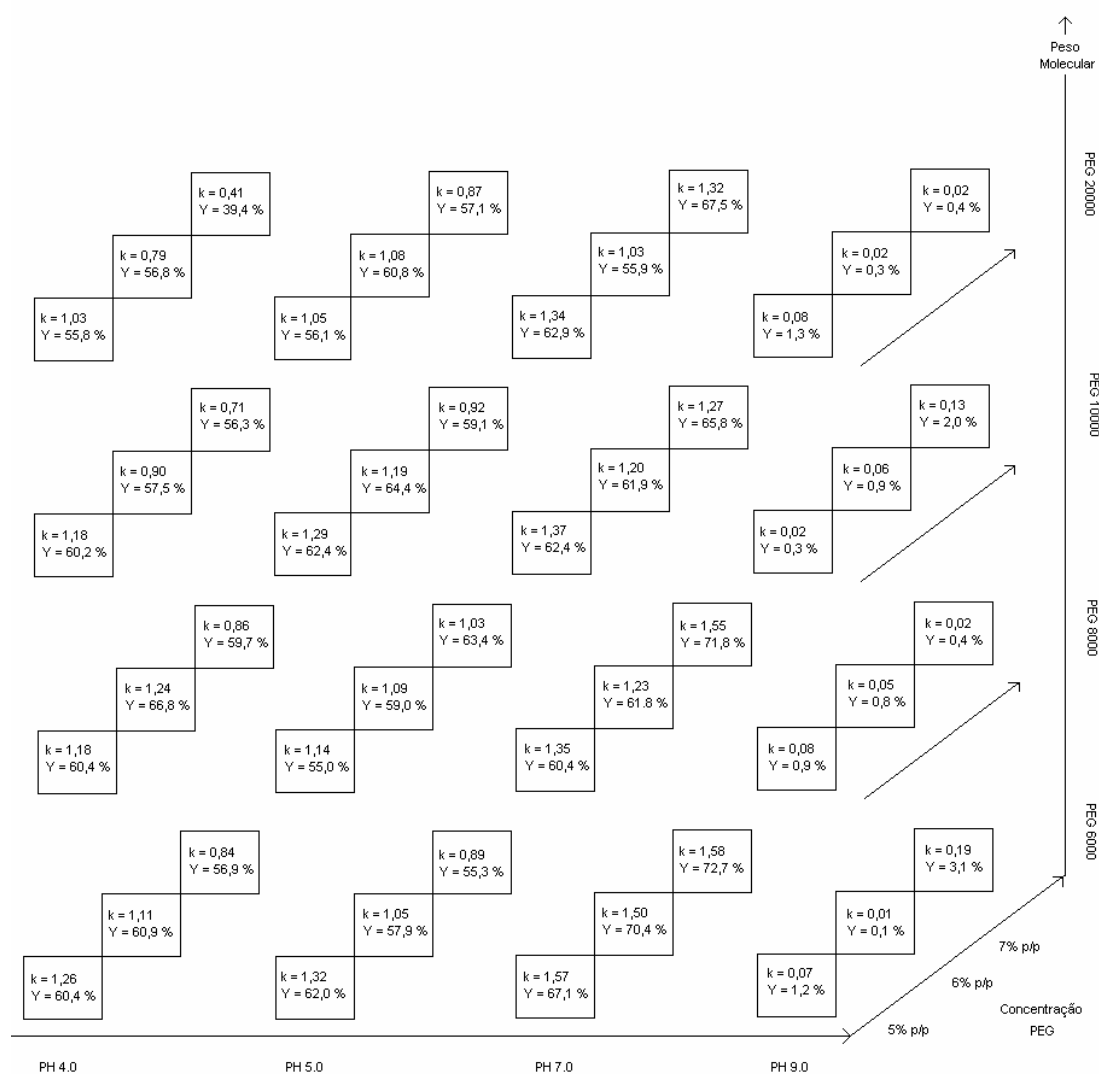 Peso
Molecular
PEG 20000
k = 0,41
Y = 39,4 %
k = 0,87
Y = 57,1 %
k = 1,32
Y = 67,5 %
k = 0,02
Y = 0,4 %
k = 0,79
Y = 56,8 %
k = 1,08
Y = 60,8 %
k = 1,03
Y = 55,9 %
k = 0,02
Y = 0,3 %
k = 1,03
Y = 55,8 %
k = 1,05
Y = 56,1 %
k = 1,34
Y = 62,9 %
k = 0,08
Y = 1,3 %
PEG 10000
k = 0,71
Y = 56,3 %
k = 0,92
Y = 59,1 %
k = 1,27
Y = 65,8 %
k = 0,13
Y = 2,0 %
k = 0,90
Y = 57,5 %
k = 1,19
Y = 64,4 %
k = 1,20
Y = 61,9 %
k = 0,06
Y = 0,9 %
k = 1,18
Y = 60,2 %
k = 1,29
Y = 62,4 %
k = 1,37
Y = 62,4 %
k = 0,02
Y = 0,3 %
PEG 8000
k = 0,86
Y = 59,7 %
k = 1,03
Y = 63,4 %
k = 1,55
Y = 71,8 %
k = 0,02
Y = 0,4 %
k = 1,24
Y = 66,8 %
k = 1,09
Y = 59,0 %
k = 1,23
Y = 61.8 %
k = 0,05
Y = 0,8 %
k = 1,18
Y = 60,4 %
k = 1,14
Y = 55,0 %
k = 1,35
Y = 60,4 %
k = 0,08
Y = 0,9 %
PEG 6000
k = 0,84
Y = 56,9 %
k = 0,89
Y = 55,3 %
k = 1,58
Y = 72,7 %
k = 0,19
Y = 3,1 %
k = 1,11
Y = 60,9 %
k = 1,05
Y = 57,9 %
k = 1,50
Y = 70,4 %
k = 0,01
Y = 0,1 %
k = 1,26
Y = 60,4 %
k = 1,32
Y = 62,0 %
k = 1,57
Y = 67,1 %
k = 0,07
Y = 1,2 %
7% p/p
6% p/p
5% p/p
Concentração
PEG
PH 4.0
PH 5.0
PH 7.0
PH 9.0